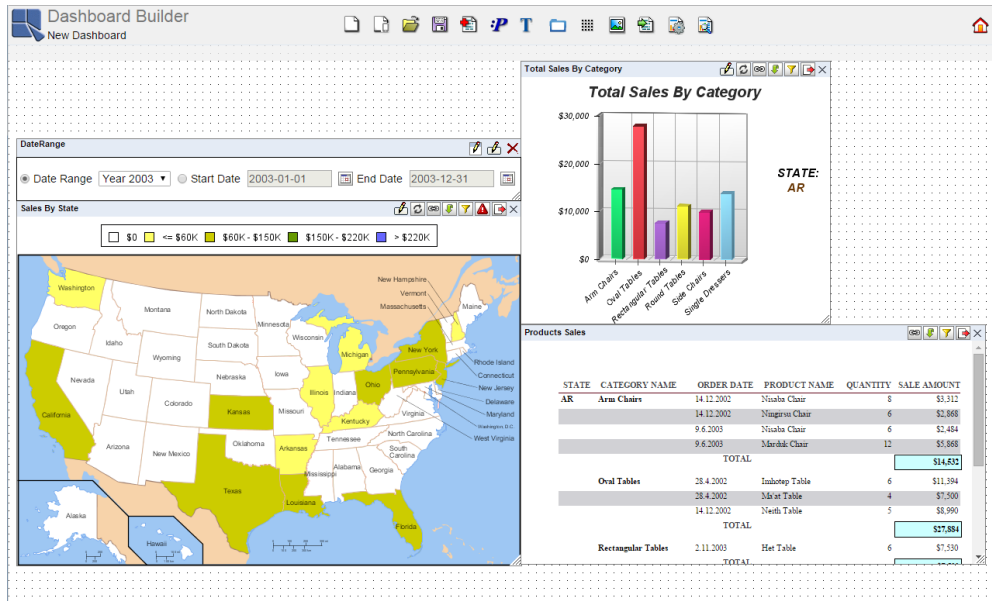 Dashboard Builder
New Dashboard
:P T
DateRange
Date Range Year 2003 Start Date 2003-01-01 End Date 2003-12-31
Sales By State
$0 <= $60K $60K - $150K $150K - $220K > $220K
Washington
Oregon
California
Nevada
Idaho
Montana
Wyoming
Utah
Arizona
Colorado
New Mexico
North Dakota
South Dakota
Nebraska
Kansas
Oklahoma
Texas
Minnesota
Iowa
Missouri
Arkansas
Louisiana
Wisconsin
Illinois
Michigan
Indiana
Ohio
Kentucky
Tennessee
Mississippi
Alabama
Georgia
Florida
South
Carolina
North Carolina
Virginia
Pennsylvania
New York
New Hampshire
Vermont
Massachusetts
Maine
Rhode Island
Connecticut
New Jersey
Delaware
Maryland
Washington, D.C.
West Virginia
Alaska
Hawaii
Total Sales By Category
Total Sales By Category
$30,000
$20,000
$10,000
$0
Arm Chairs
Oval Tables
Rectangular Tables
Round Tables
Side Chairs
Single Dressers
STATE:
AR
Products Sales
STATE CATEGORY NAME ORDER DATE PRODUCT NAME QUANTITY SALE AMOUNT
AR Arm Chairs 14.12.2002 Nisaba Chair 8 $3,312
14.12.2002 Ningirsu Chair 6 $2,868
9.6.2003 Nisaba Chair 6 $2,484
9.6.2003 Marduk Chair 12 $5,868
TOTAL $14,532
Oval Tables 28.4.2002 Imhotep Table 6 $11,394
28.4.2002 Ma'at Table 4 $7,500
14.12.2002 Neith Table 5 $8,990
TOTAL $27,884
Rectangular Tables 2.11.2003 Het Table 6 $7,530
TOTAL